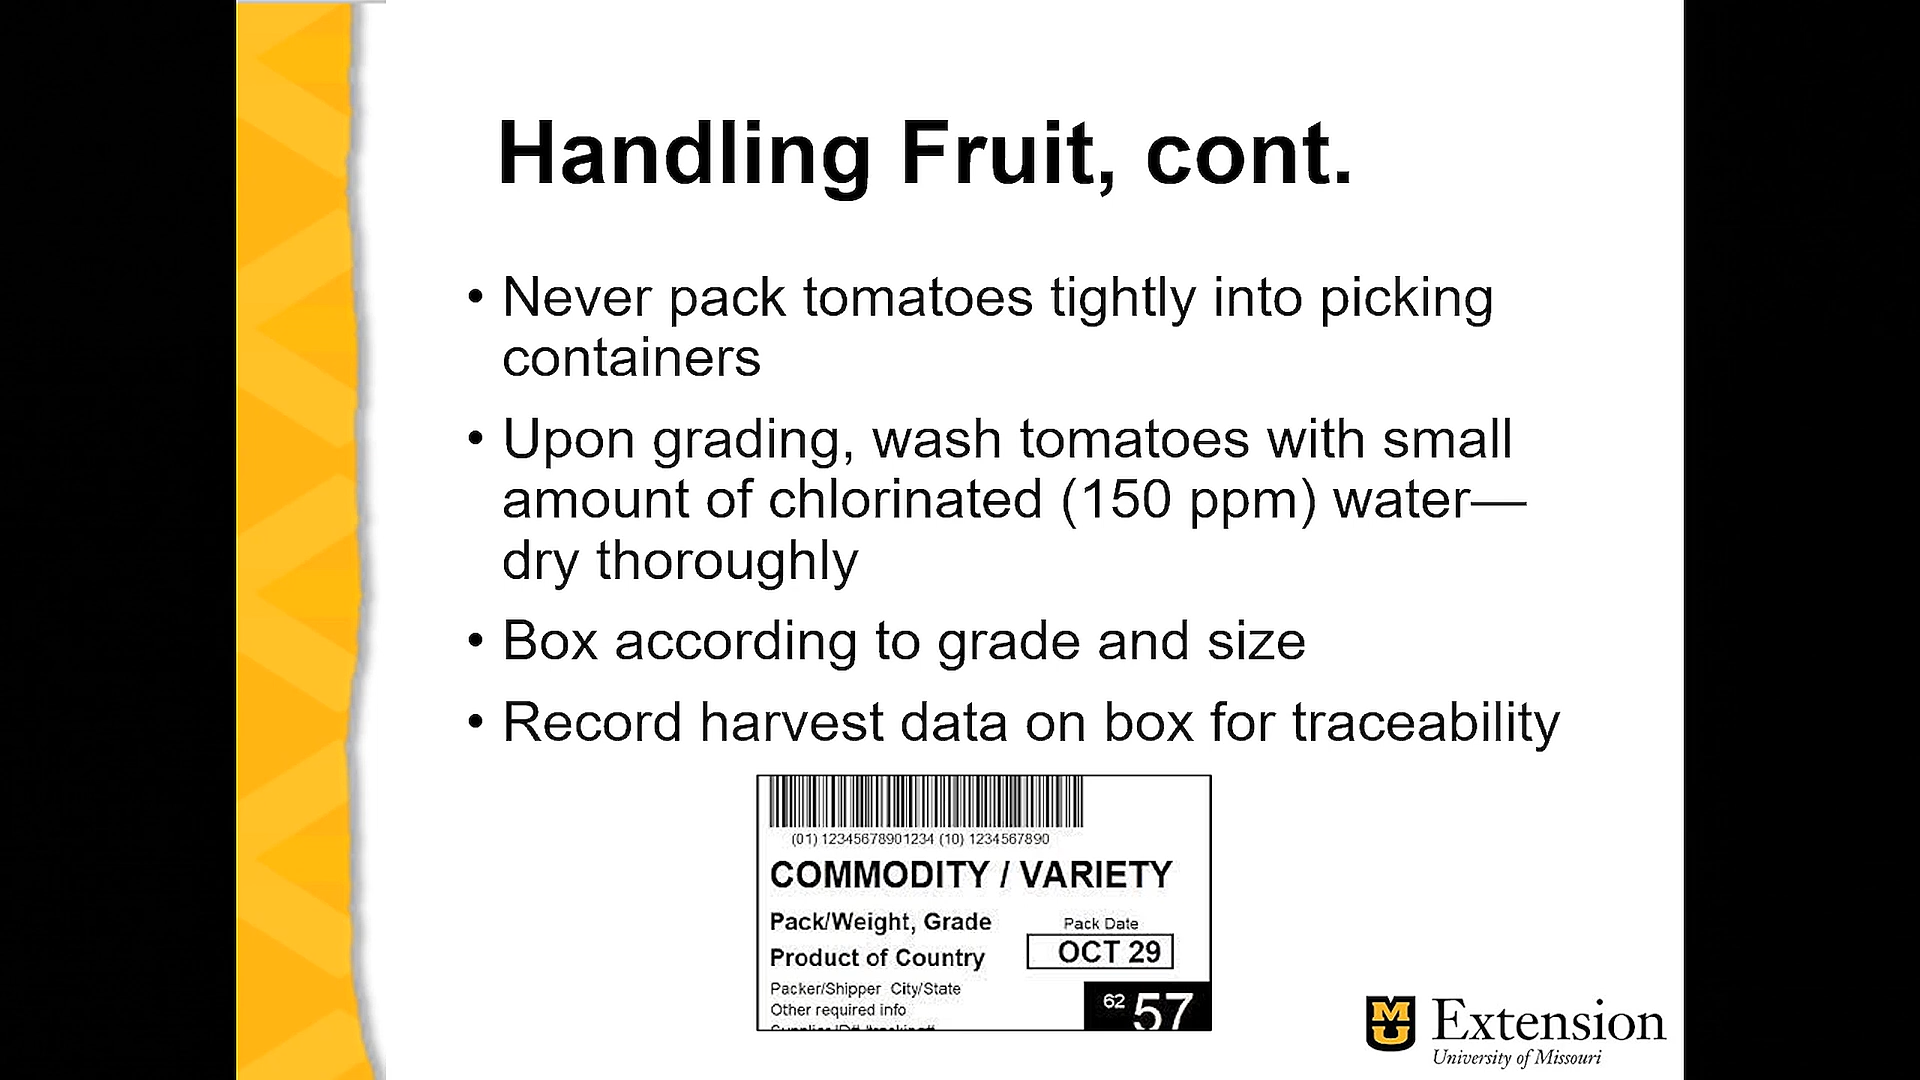 Handling Fruit, cont.
• Never pack tomatoes tightly into picking
containers
• Upon grading, wash tomatoes with small
amount of chlorinated (150 ppm) water—
dry thoroughly
• Box according to grade and size
• Record harvest data on box for traceability
(01) 12345678901234 (10) 1234567890
COMMODITY / VARIETY
Pack/Weight, Grade
Pack Date
Product of Country
OCT 29
Packer/Shipper City/State
Other required info
62 57
MU Extension
University of Missouri